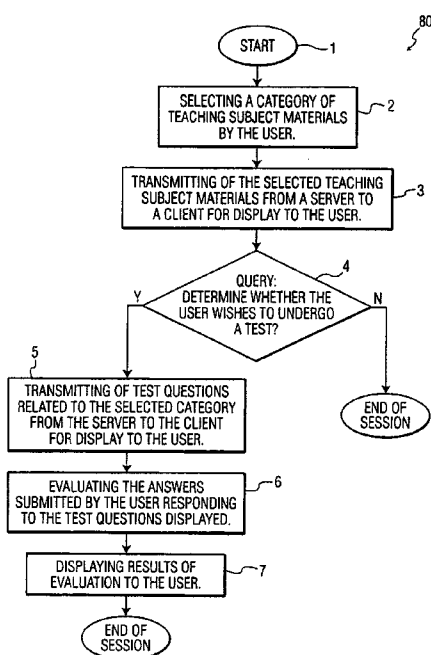 80
START
1
SELECTING A CATEGORY OF
TEACHING SUBJECT MATERIALS
BY THE USER.
2
TRANSMITTING OF THE SELECTED TEACHING
SUBJECT MATERIALS FROM A SERVER TO
A CLIENT FOR DISPLAY TO THE USER.
3
4
QUERY:
DETERMINE WHETHER THE
USER WISHES TO UNDERGO
A TEST?
Y
N
5
TRANSMITTING OF TEST QUESTIONS
RELATED TO THE SELECTED CATEGORY
FROM THE SERVER TO THE CLIENT
FOR DISPLAY TO THE USER.
END OF
SESSION
EVALUATING THE ANSWERS
SUBMITTED BY THE USER RESPONDING
TO THE TEST QUESTIONS DISPLAYED.
6
DISPLAYING RESULTS OF
EVALUATION TO THE USER.
7
END OF
SESSION